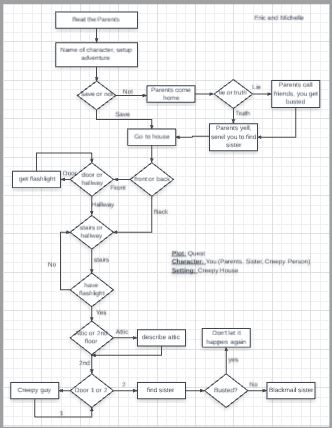 Beat the Parents
Eric and Michelle
Name of character, setup
adventure
Save or not
Not
Parents come
home
lie or truth
Lie
Parents call
friends, you get
busted
Save
Truth
Go to house
Parents yell,
send you to find
sister
get flashlight
Door
door or
hallway
Front
front or back
Hallway
Back
stairs or
hallway
No
stairs
Plot: Quest
Character: You (Parents, Sister, Creepy Person)
Setting: Creepy House
have
flashlight
Yes
Attic or 2nd
floor
Attic
describe attic
Don't let it
happen again
2nd
yes
Creepy guy
Door 1 or 2
2
find sister
Busted?
No
Blackmail sister
1